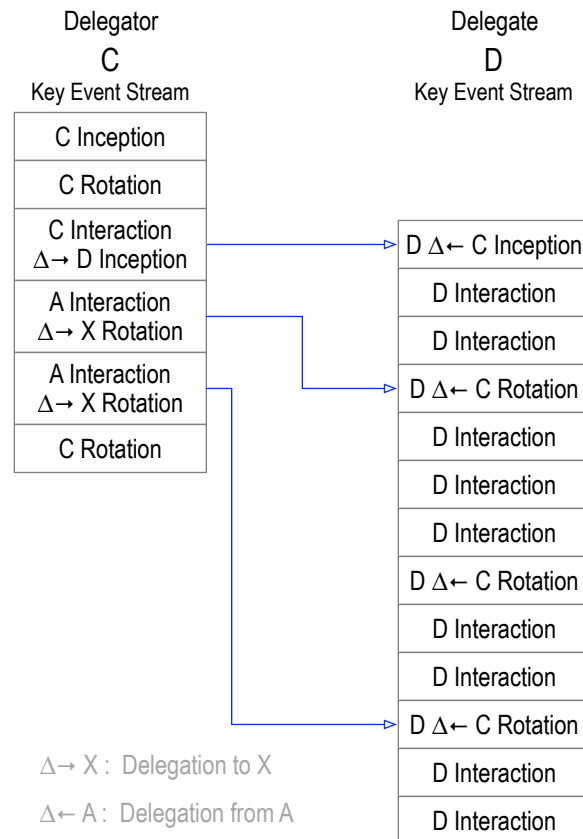 Delegator
C
Key Event Stream
C Inception
C Rotation
C Interaction
Δ→ D Inception
A Interaction
Δ→ X Rotation
A Interaction
Δ→ X Rotation
C Rotation
Delegate
D
Key Event Stream
D Δ← C Inception
D Interaction
D Interaction
D Δ← C Rotation
D Interaction
D Interaction
D Interaction
D Δ← C Rotation
D Interaction
D Interaction
D Δ← C Rotation
D Interaction
D Interaction
Δ→ X : Delegation to X
Δ← A : Delegation from A